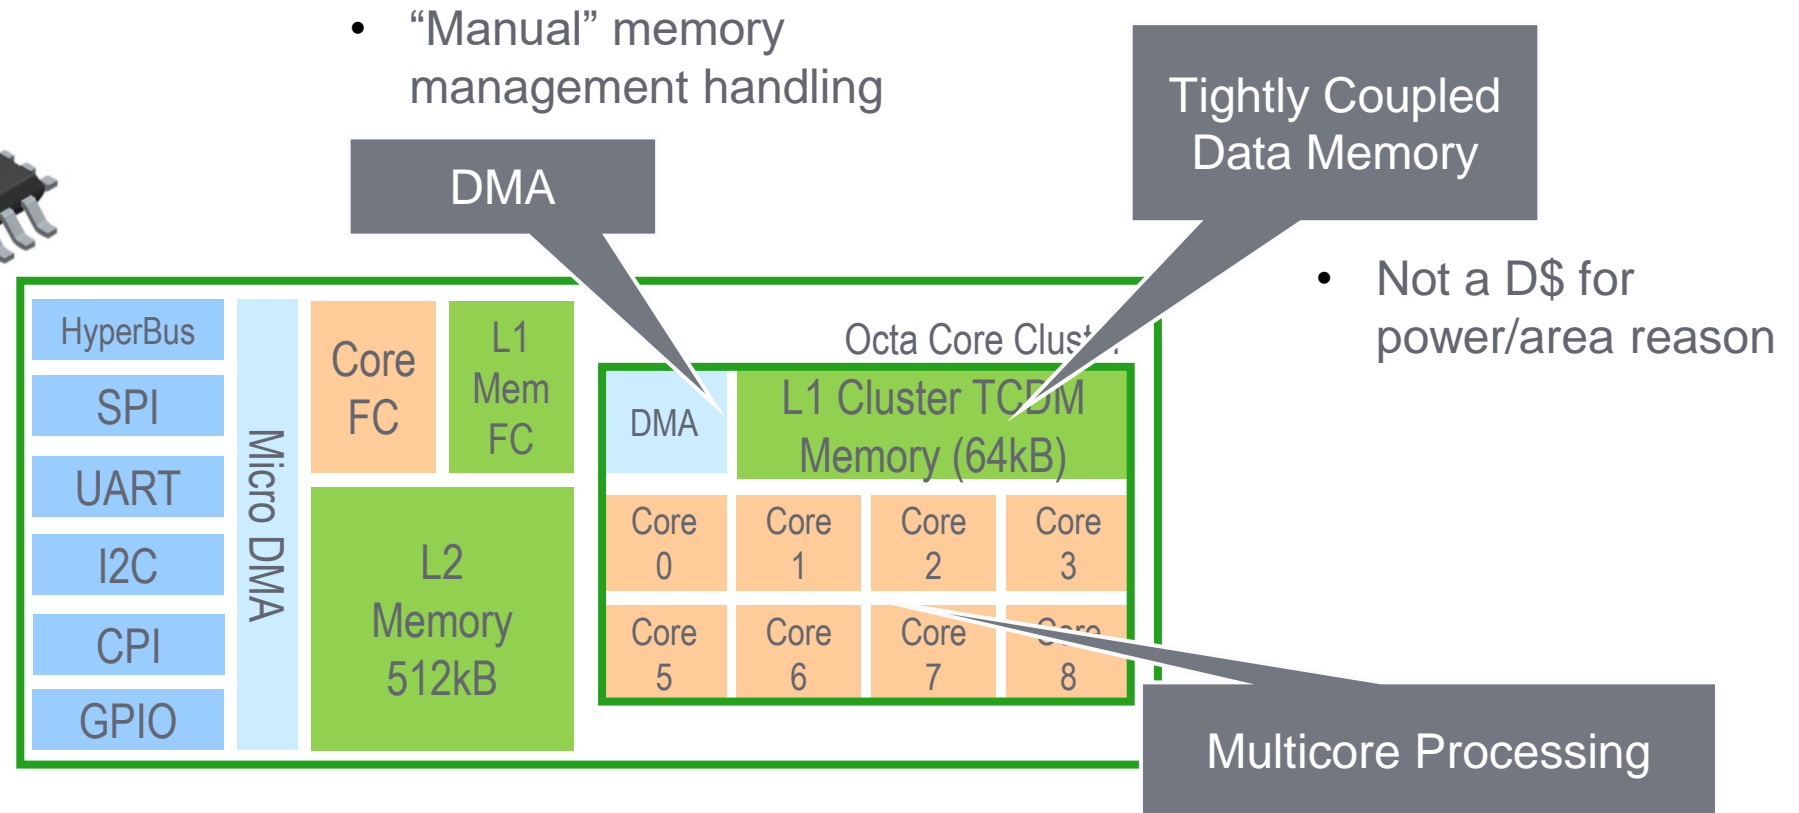 • “Manual” memory
management handling
Tightly Coupled
Data Memory
DMA
• Not a D$ for
power/area reason
HyperBus
SPI
UART
I2C
CPI
GPIO
Micro DMA
Core
FC
L1
Mem
FC
L2
Memory
512kB
Octa Core Cluster
DMA
L1 Cluster TCDM
Memory (64kB)
Core
0
Core
1
Core
2
Core
3
Core
5
Core
6
Core
7
Core
8
Multicore Processing